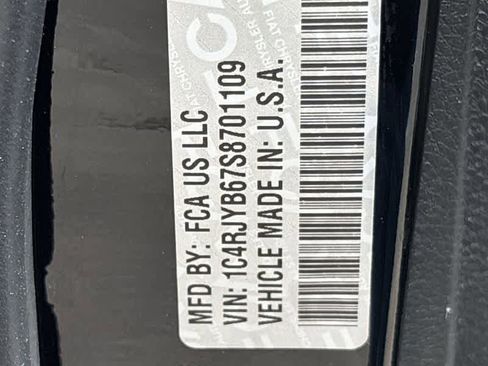 MFD BY: FCA US LLC
VIN: 1C4RJYB67S8701109
VEHICLE MADE IN: U.S.A.